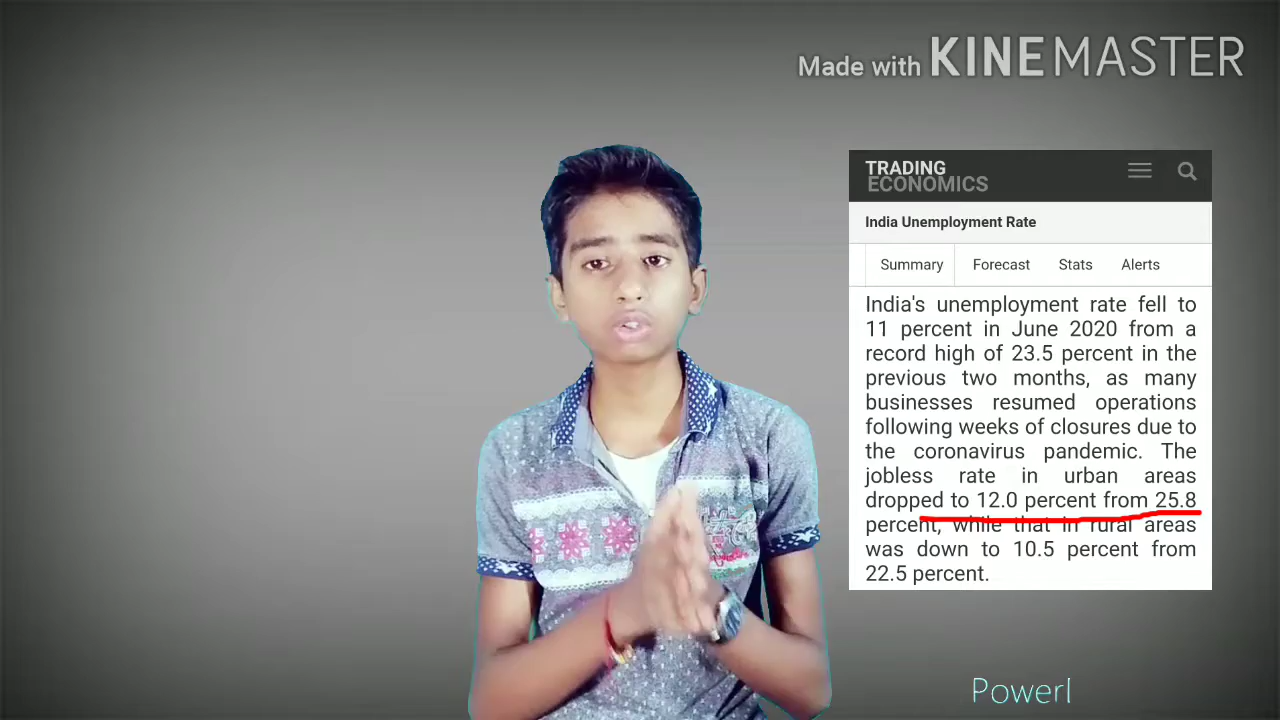 Made with KINEMASTER
TRADING
ECONOMICS
India Unemployment Rate
Summary Forecast Stats Alerts
India's unemployment rate fell to
11 percent in June 2020 from a
record high of 23.5 percent in the
previous two months, as many
businesses resumed operations
following weeks of closures due to
the coronavirus pandemic. The
jobless rate in urban areas
dropped to 12.0 percent from 25.8
percent, while that in rural areas
was down to 10.5 percent from
22.5 percent.
Powerl